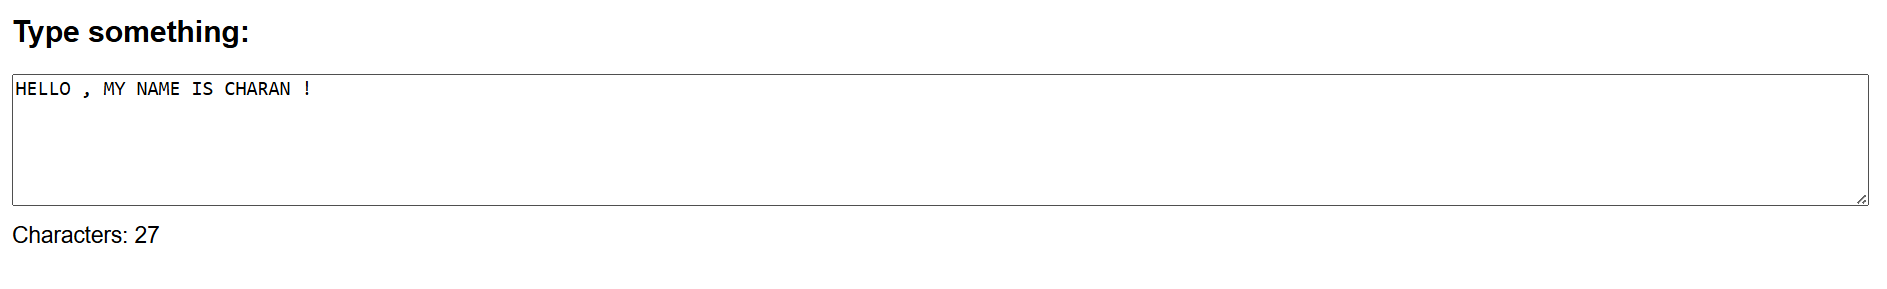 Type something:
HELLO , MY NAME IS CHARAN !
Characters: 27